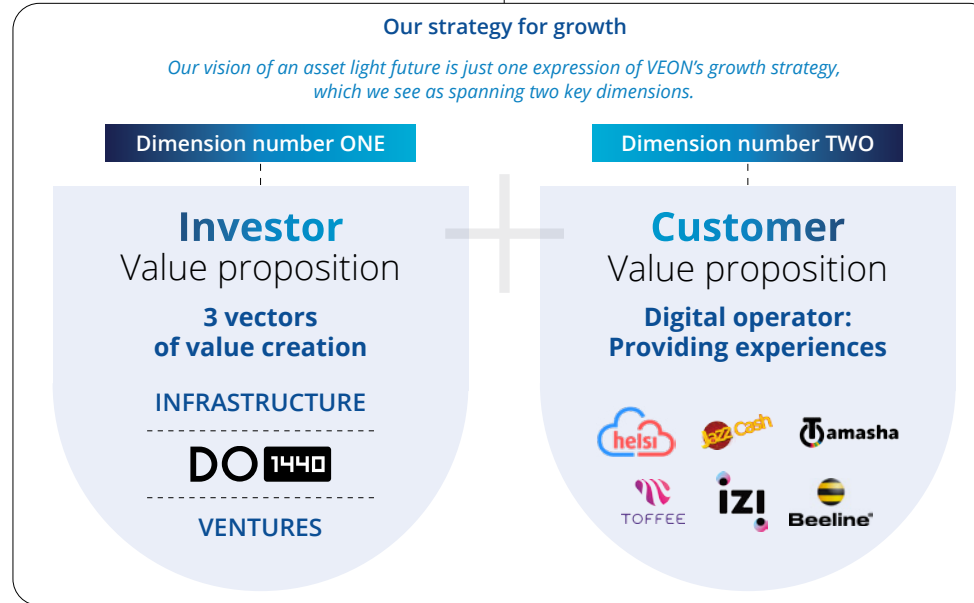 Our strategy for growth
Our vision of an asset light future is just one expression of VEON’s growth strategy,
which we see as spanning two key dimensions.
Dimension number ONE
Investor
Value proposition
3 vectors
of value creation
INFRASTRUCTURE
DO 1440
VENTURES
Dimension number TWO
Customer
Value proposition
Digital operator:
Providing experiences
helsi
Jazz Cash
Tamasha
TOFFEE
izi
Beeline®